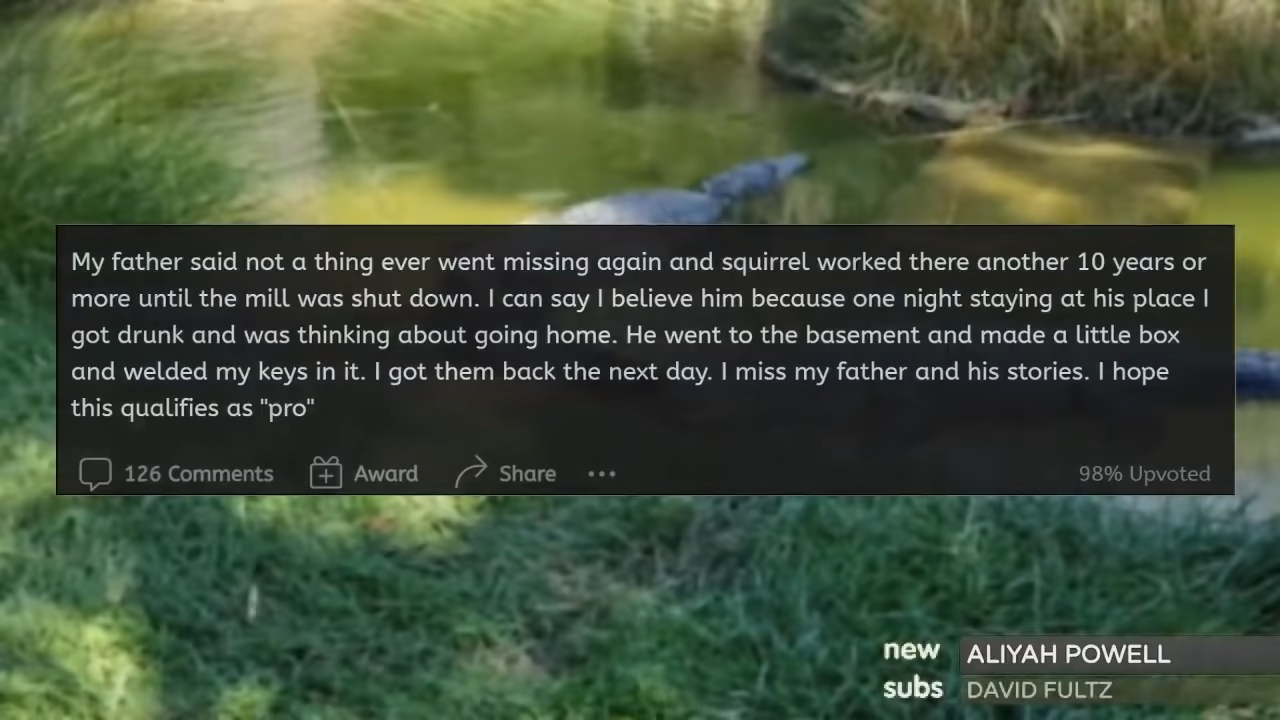 My father said not a thing ever went missing again and squirrel worked there another 10 years or
more until the mill was shut down. I can say I believe him because one night staying at his place I
got drunk and was thinking about going home. He went to the basement and made a little box
and welded my keys in it. I got them back the next day. I miss my father and his stories. I hope
this qualifies as "pro"
126 Comments Award Share ••• 98% Upvoted
new ALIYAH POWELL
subs DAVID FULTZ